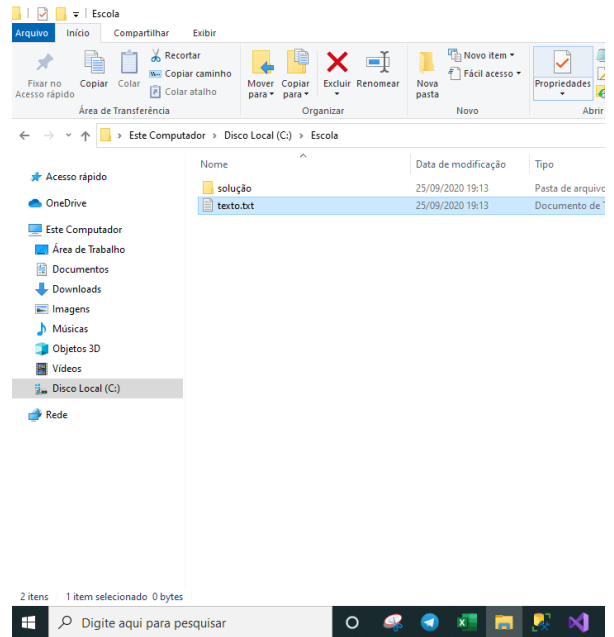 Escola
Arquivo Início Compartilhar Exibir
Fixar no Acesso rápido
Copiar
Colar
Recortar
Copiar caminho
Colar atalho
Área de Transferência
Mover para
Copiar para
Excluir
Renomear
Organizar
Nova pasta
Novo item
Fácil acesso
Novo
Propriedades
Abrir
Este Computador > Disco Local (C:) > Escola
Nome Data de modificação Tipo
solução 25/09/2020 19:13 Pasta de arquivo
texto.txt 25/09/2020 19:13 Documento de T
Acesso rápido
OneDrive
Este Computador
Área de Trabalho
Documentos
Downloads
Imagens
Músicas
Objetos 3D
Vídeos
Disco Local (C:)
Rede
2 itens 1 item selecionado 0 bytes
Digite aqui para pesquisar